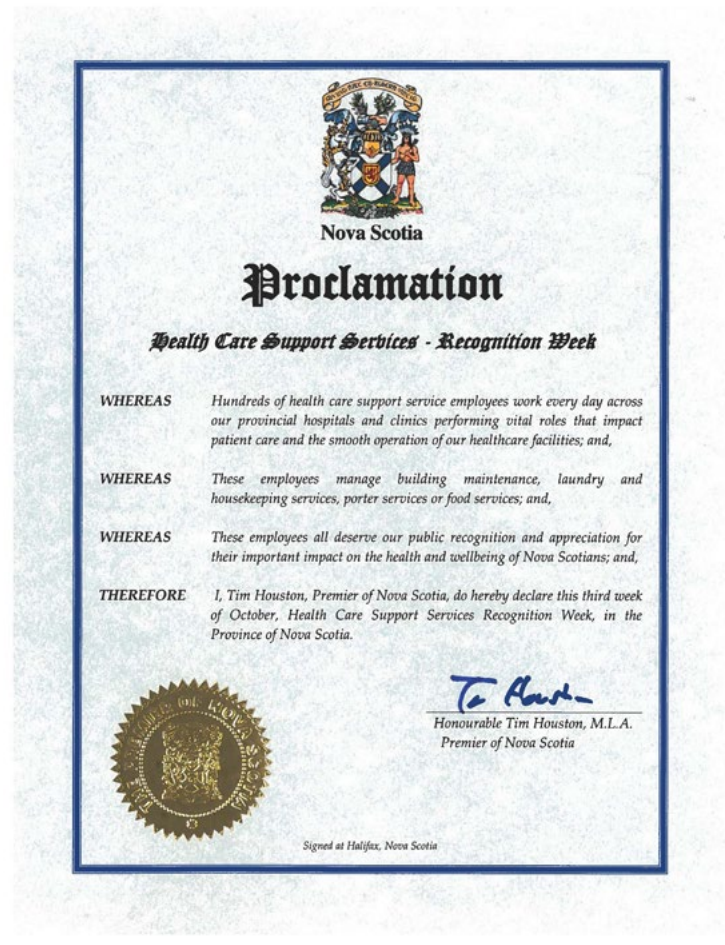 Nova Scotia
Proclamation
Health Care Support Services - Recognition Week
WHEREAS Hundreds of health care support service employees work every day across
our provincial hospitals and clinics performing vital roles that impact
patient care and the smooth operation of our healthcare facilities; and,
WHEREAS These employees manage building maintenance, laundry and
housekeeping services, porter services or food services; and,
WHEREAS These employees all deserve our public recognition and appreciation for
their important impact on the health and wellbeing of Nova Scotians; and,
THEREFORE I, Tim Houston, Premier of Nova Scotia, do hereby declare this third week
of October, Health Care Support Services Recognition Week, in the
Province of Nova Scotia.
Honourable Tim Houston, M.L.A.
Premier of Nova Scotia
OF NOVA SCOTIA
Signed at Halifax, Nova Scotia